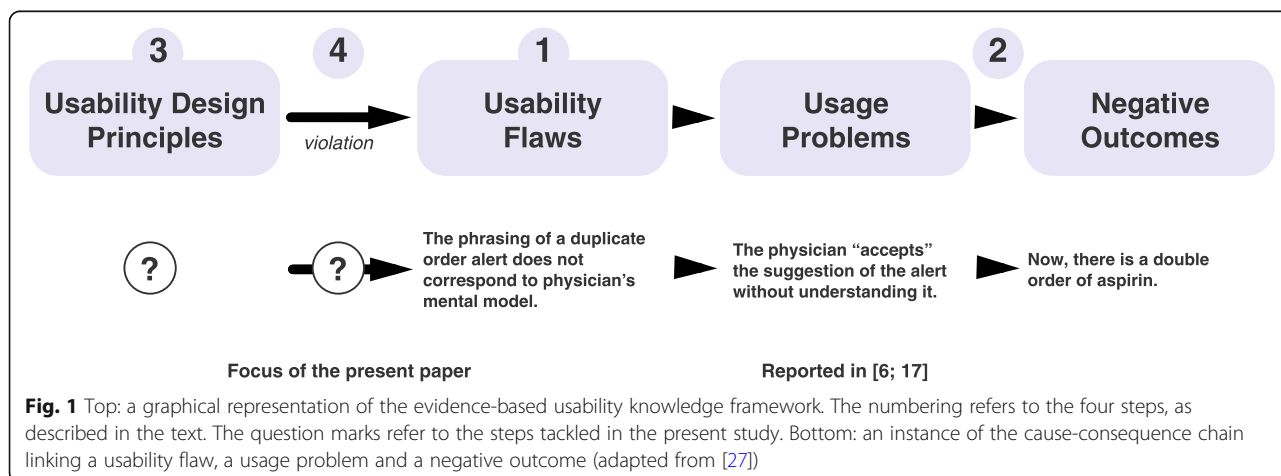 3
4
1
2
Usability Design
Principles
violation
Usability
Flaws
Usage
Problems
Negative
Outcomes
?
?
The phrasing of a duplicate
order alert does not
correspond to physician's
mental model.
The physician “accepts”
the suggestion of the alert
without understanding it.
Now, there is a double
order of aspirin.
Focus of the present paper
Reported in [6; 17]
Fig. 1 Top: a graphical representation of the evidence-based usability knowledge framework. The numbering refers to the four steps, as
described in the text. The question marks refer to the steps tackled in the present study. Bottom: an instance of the cause-consequence chain
linking a usability flaw, a usage problem and a negative outcome (adapted from [27])